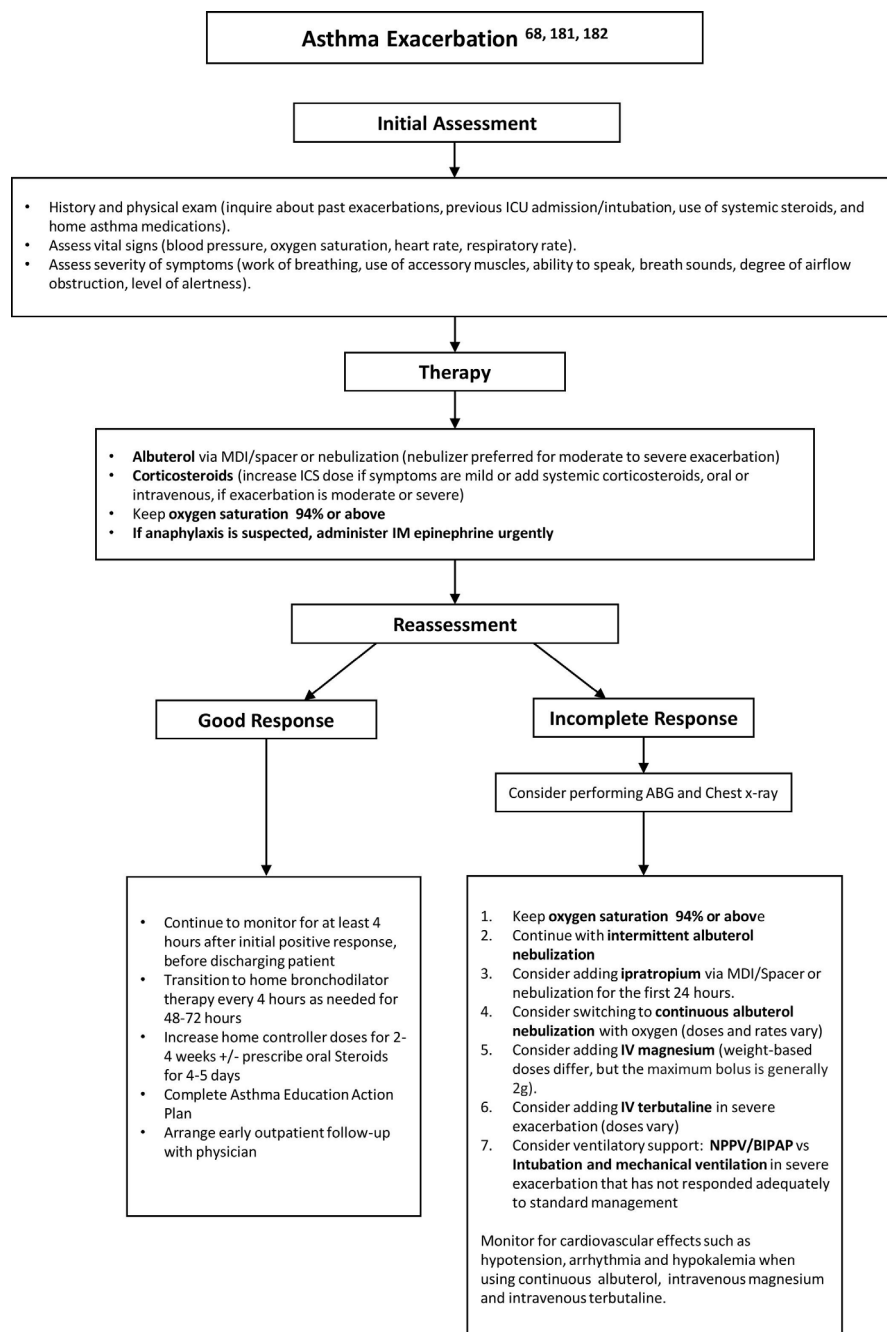 Asthma Exacerbation 68, 181, 182
Initial Assessment
• History and physical exam (inquire about past exacerbations, previous ICU admission/intubation, use of systemic steroids, and
home asthma medications).
• Assess vital signs (blood pressure, oxygen saturation, heart rate, respiratory rate).
• Assess severity of symptoms (work of breathing, use of accessory muscles, ability to speak, breath sounds, degree of airflow
obstruction, level of alertness).
Therapy
• Albuterol via MDI/spacer or nebulization (nebulizer preferred for moderate to severe exacerbation)
• Corticosteroids (increase ICS dose if symptoms are mild or add systemic corticosteroids, oral or
intravenous, if exacerbation is moderate or severe)
• Keep oxygen saturation 94% or above
• If anaphylaxis is suspected, administer IM epinephrine urgently
Reassessment
Good Response
• Continue to monitor for at least 4
hours after initial positive response,
before discharging patient
• Transition to home bronchodilator
therapy every 4 hours as needed for
48-72 hours
• Increase home controller doses for 2-
4 weeks +/- prescribe oral Steroids
for 4-5 days
• Complete Asthma Education Action
Plan
• Arrange early outpatient follow-up
with physician
Incomplete Response
Consider performing ABG and Chest x-ray
1. Keep oxygen saturation 94% or above
2. Continue with intermittent albuterol
nebulization
3. Consider adding ipratropium via MDI/Spacer or
nebulization for the first 24 hours.
4. Consider switching to continuous albuterol
nebulization with oxygen (doses and rates vary)
5. Consider adding IV magnesium (weight-based
doses differ, but the maximum bolus is generally
2g).
6. Consider adding IV terbutaline in severe
exacerbation (doses vary)
7. Consider ventilatory support: NPPV/BIPAP vs
Intubation and mechanical ventilation in severe
exacerbation that has not responded adequately
to standard management
Monitor for cardiovascular effects such as
hypotension, arrhythmia and hypokalemia when
using continuous albuterol, intravenous magnesium
and intravenous terbutaline.